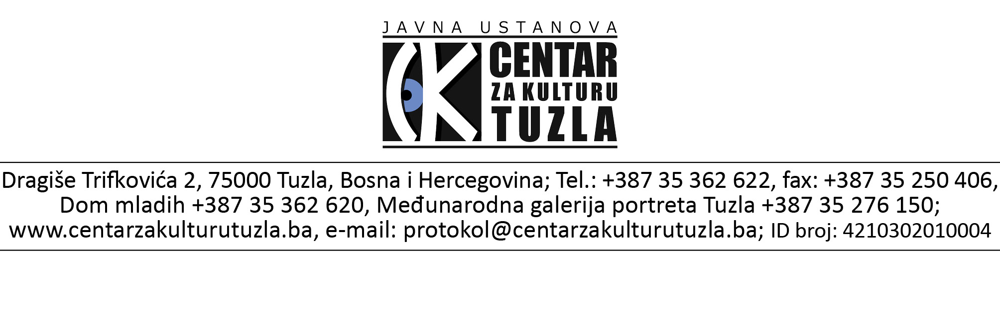 JAVNA USTANOVA
CENTAR
ZA KULTURU
TUZLA
Dragiše Trifkovića 2, 75000 Tuzla, Bosna i Hercegovina; Tel.: +387 35 362 622, fax: +387 35 250 406,
Dom mladih +387 35 362 620, Međunarodna galerija portreta Tuzla +387 35 276 150;
www.centarzakulturutuzla.ba, e-mail: protokol@centarzakulturutuzla.ba; ID broj: 4210302010004